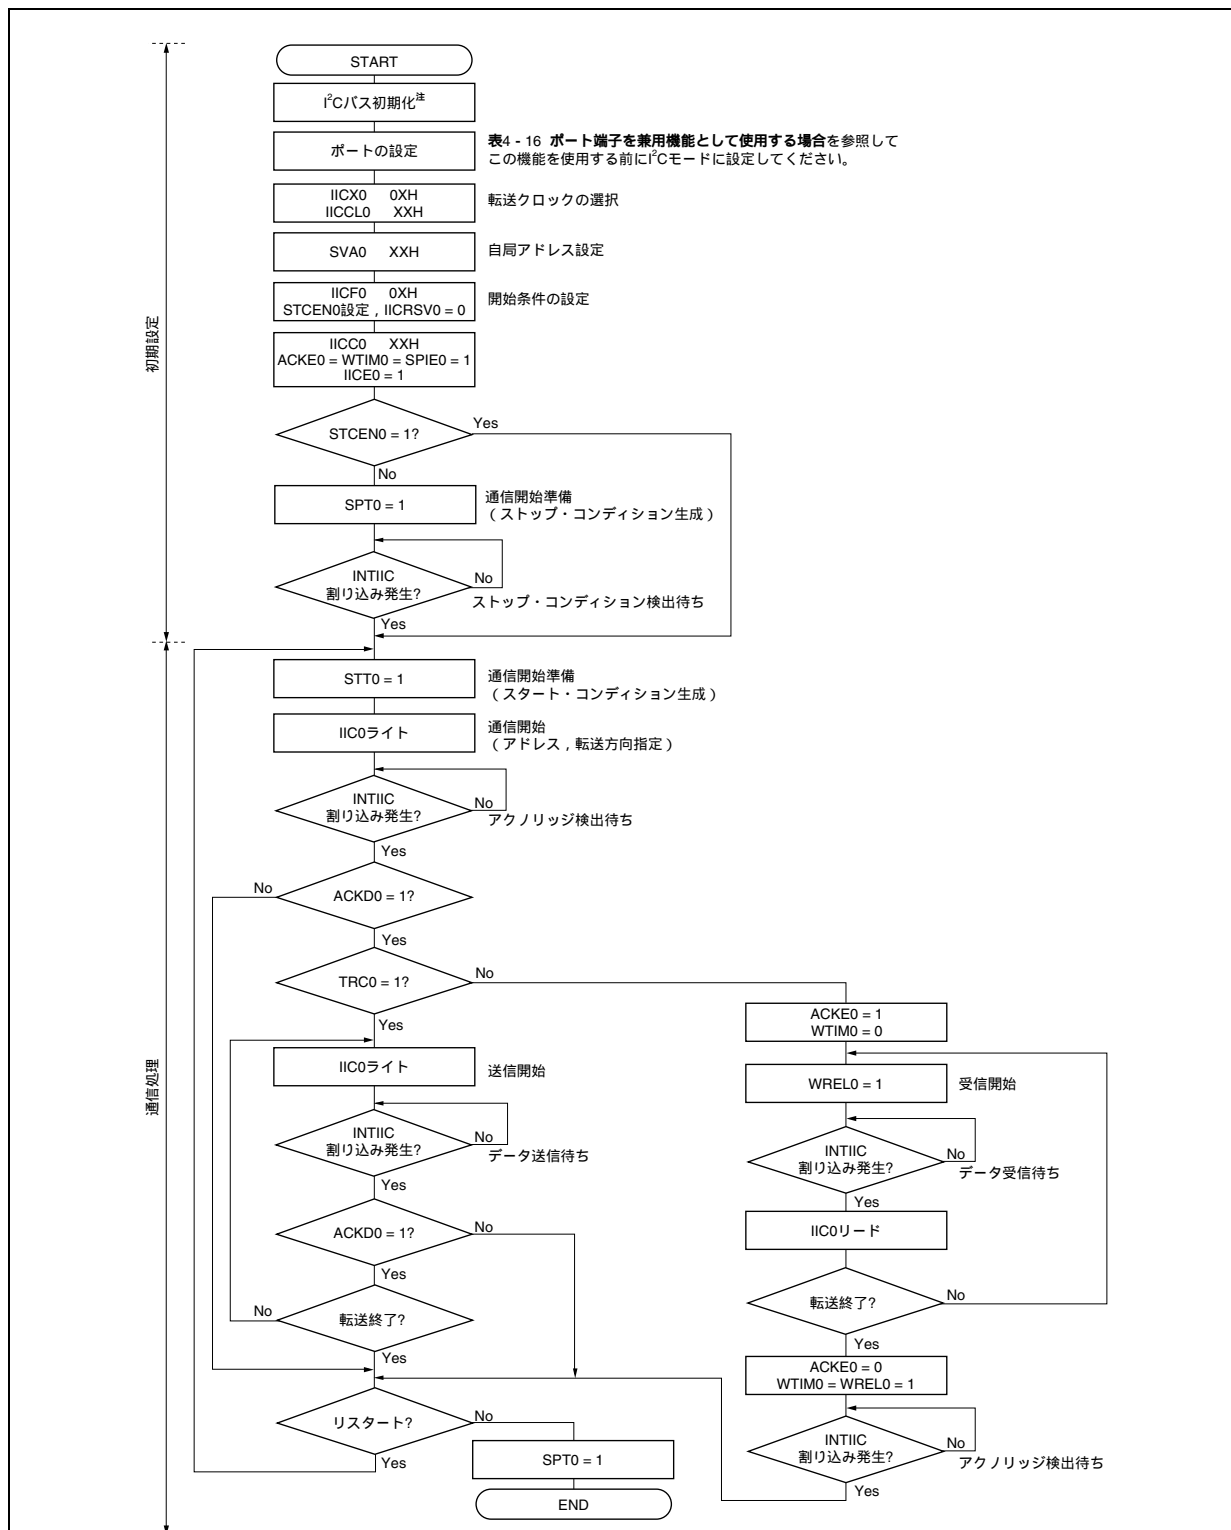 START
I²Cバス初期化注
ポートの設定
表4 - 16 ポート端子を兼用機能として使用する場合を参照して
この機能を使用する前にI²Cモードに設定してください。
IICX0 0XH
IICCL0 XXH
転送クロックの選択
SVA0 XXH
自局アドレス設定
IICF0 0XH
STCEN0設定 , IICRSV0 = 0
開始条件の設定
IICC0 XXH
ACKE0 = WTIM0 = SPIE0 = 1
IICE0 = 1
初期設定
STCEN0 = 1?
Yes
No
SPT0 = 1
通信開始準備
( ストップ・コンディション生成 )
INTIIC
割り込み発生?
No
ストップ・コンディション検出待ち
Yes
STT0 = 1
通信開始準備
( スタート・コンディション生成 )
IIC0ライト
通信開始
( アドレス , 転送方向指定 )
INTIIC
割り込み発生?
No
アクノリッジ検出待ち
Yes
No
ACKD0 = 1?
Yes
TRC0 = 1?
No
Yes
通信処理
IIC0ライト
送信開始
INTIIC
割り込み発生?
No
データ送信待ち
Yes
ACKD0 = 1?
No
Yes
No
転送終了?
Yes
ACKE0 = 1
WTIM0 = 0
WREL0 = 1
受信開始
INTIIC
割り込み発生?
No
データ受信待ち
Yes
IIC0リード
転送終了?
No
Yes
ACKE0 = 0
WTIM0 = WREL0 = 1
INTIIC
割り込み発生?
No
アクノリッジ検出待ち
Yes
リスタート?
No
Yes
SPT0 = 1
END